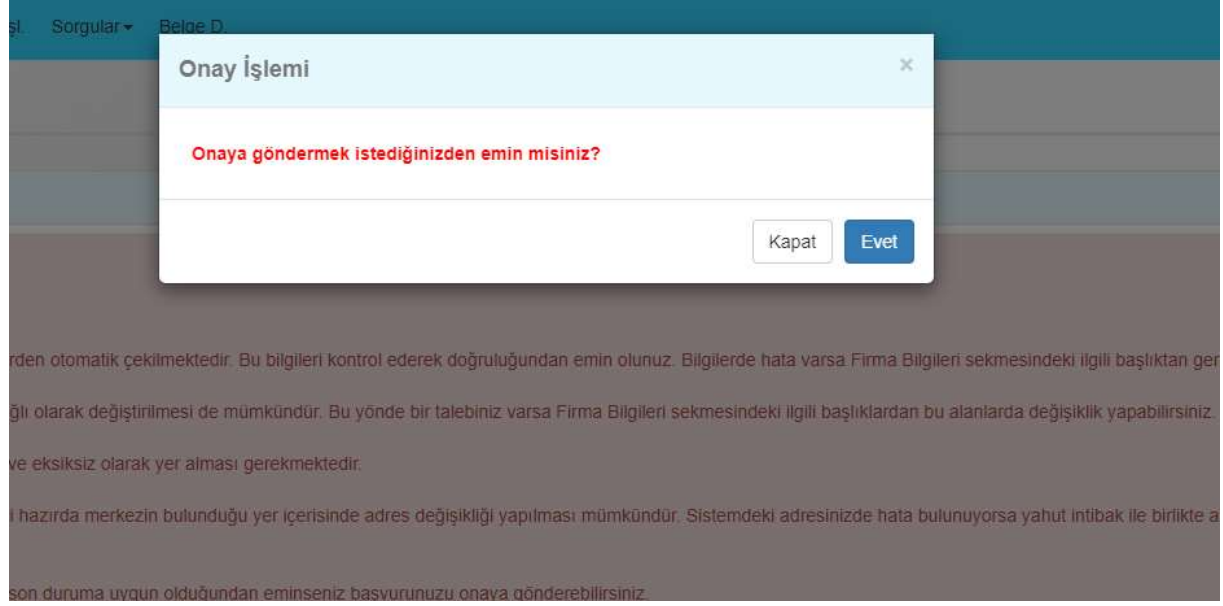 şl. Sorgular Belge D.
Onay İşlemi ×
Onaya göndermek istediğinizden emin misiniz?
Kapat Evet
rden otomatik çekilmektedir. Bu bilgileri kontrol ederek doğruluğundan emin olunuz. Bilgilerde hata varsa Firma Bilgileri sekmesindeki ilgili başlıktan ger
ğlı olarak değiştirilmesi de mümkündür. Bu yönde bir talebiniz varsa Firma Bilgileri sekmesindeki ilgili başlıklardan bu alanlarda değişiklik yapabilirsiniz.
ve eksiksiz olarak yer alması gerekmektedir.
i hazırda merkezin bulunduğu yer içerisinde adres değişikliği yapılması mümkündür. Sistemdeki adresinizde hata bulunuyorsa yahut intibak ile birlikte a
son duruma uygun olduğundan eminseniz başvurunuzu onaya gönderebilirsiniz.